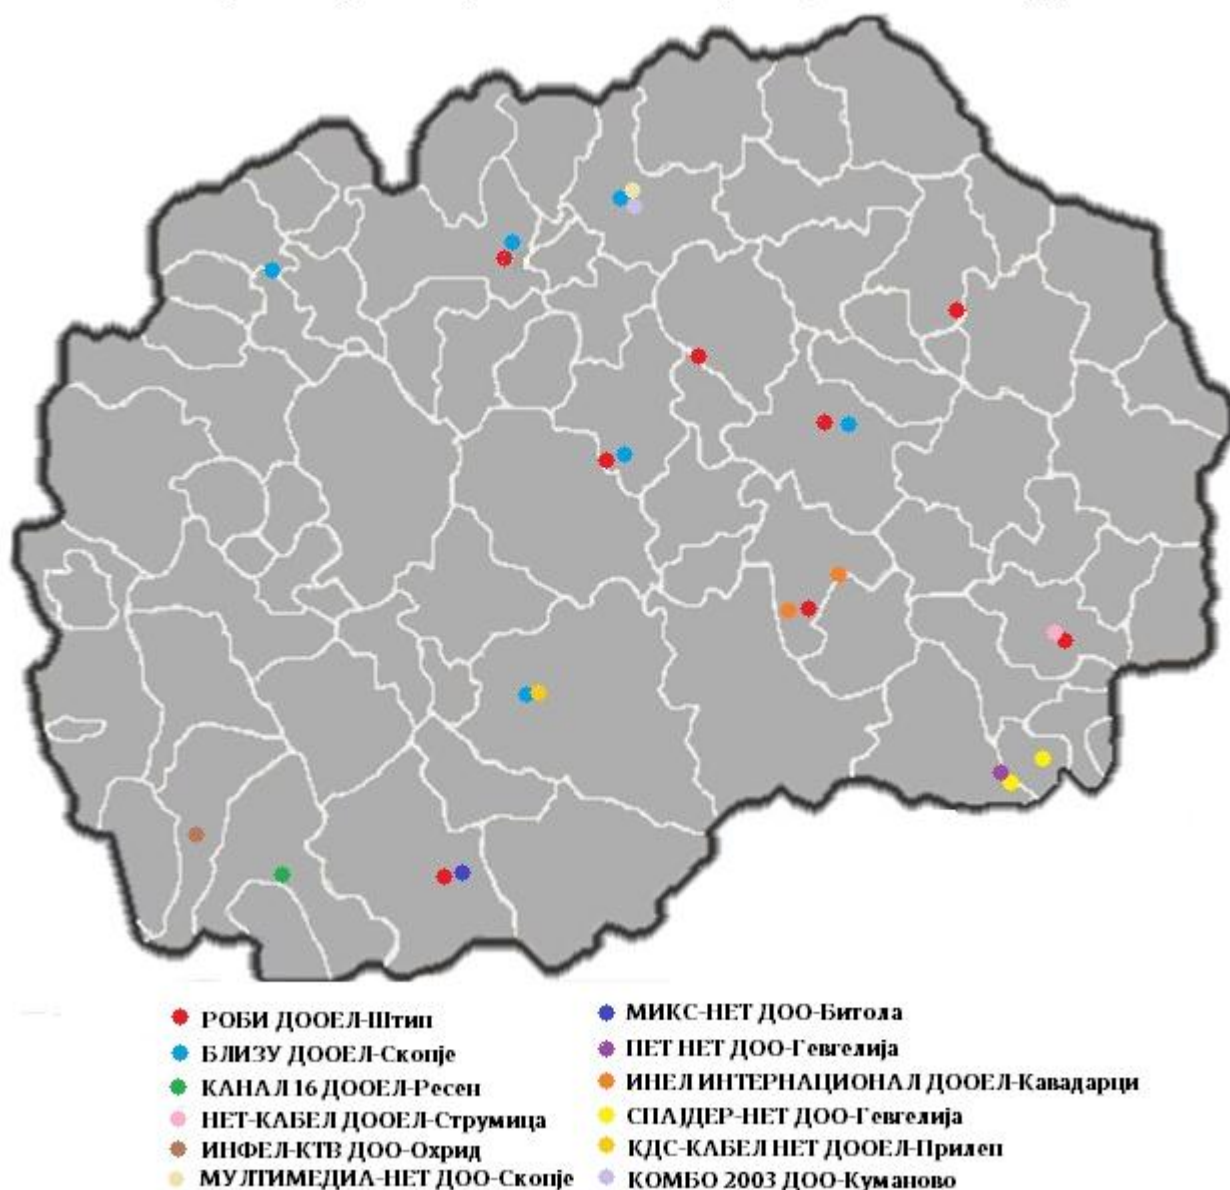 РОБИ ДООЕЛ-Штип
БЛИЗУ ДООЕЛ-Скопје
КАНАЛ 16 ДООЕЛ-Ресен
НЕТ-КАБЕЛ ДООЕЛ-Струмица
ИНФЕЛ-КТВ ДОО-Охрид
МУЛТИМЕДИА-НЕТ ДОО-Скопје
МИКС-НЕТ ДОО-Битола
ПЕТ НЕТ ДОО-Гевгелија
ИНЕЛ ИНТЕРНАЦИОНАЛ ДООЕЛ-Кавадарци
СПАЈДЕР-НЕТ ДОО-Гевгелија
КДС-КАБЕЛ НЕТ ДООЕЛ-Прилеп
КОМБО 2003 ДОО-Куманово